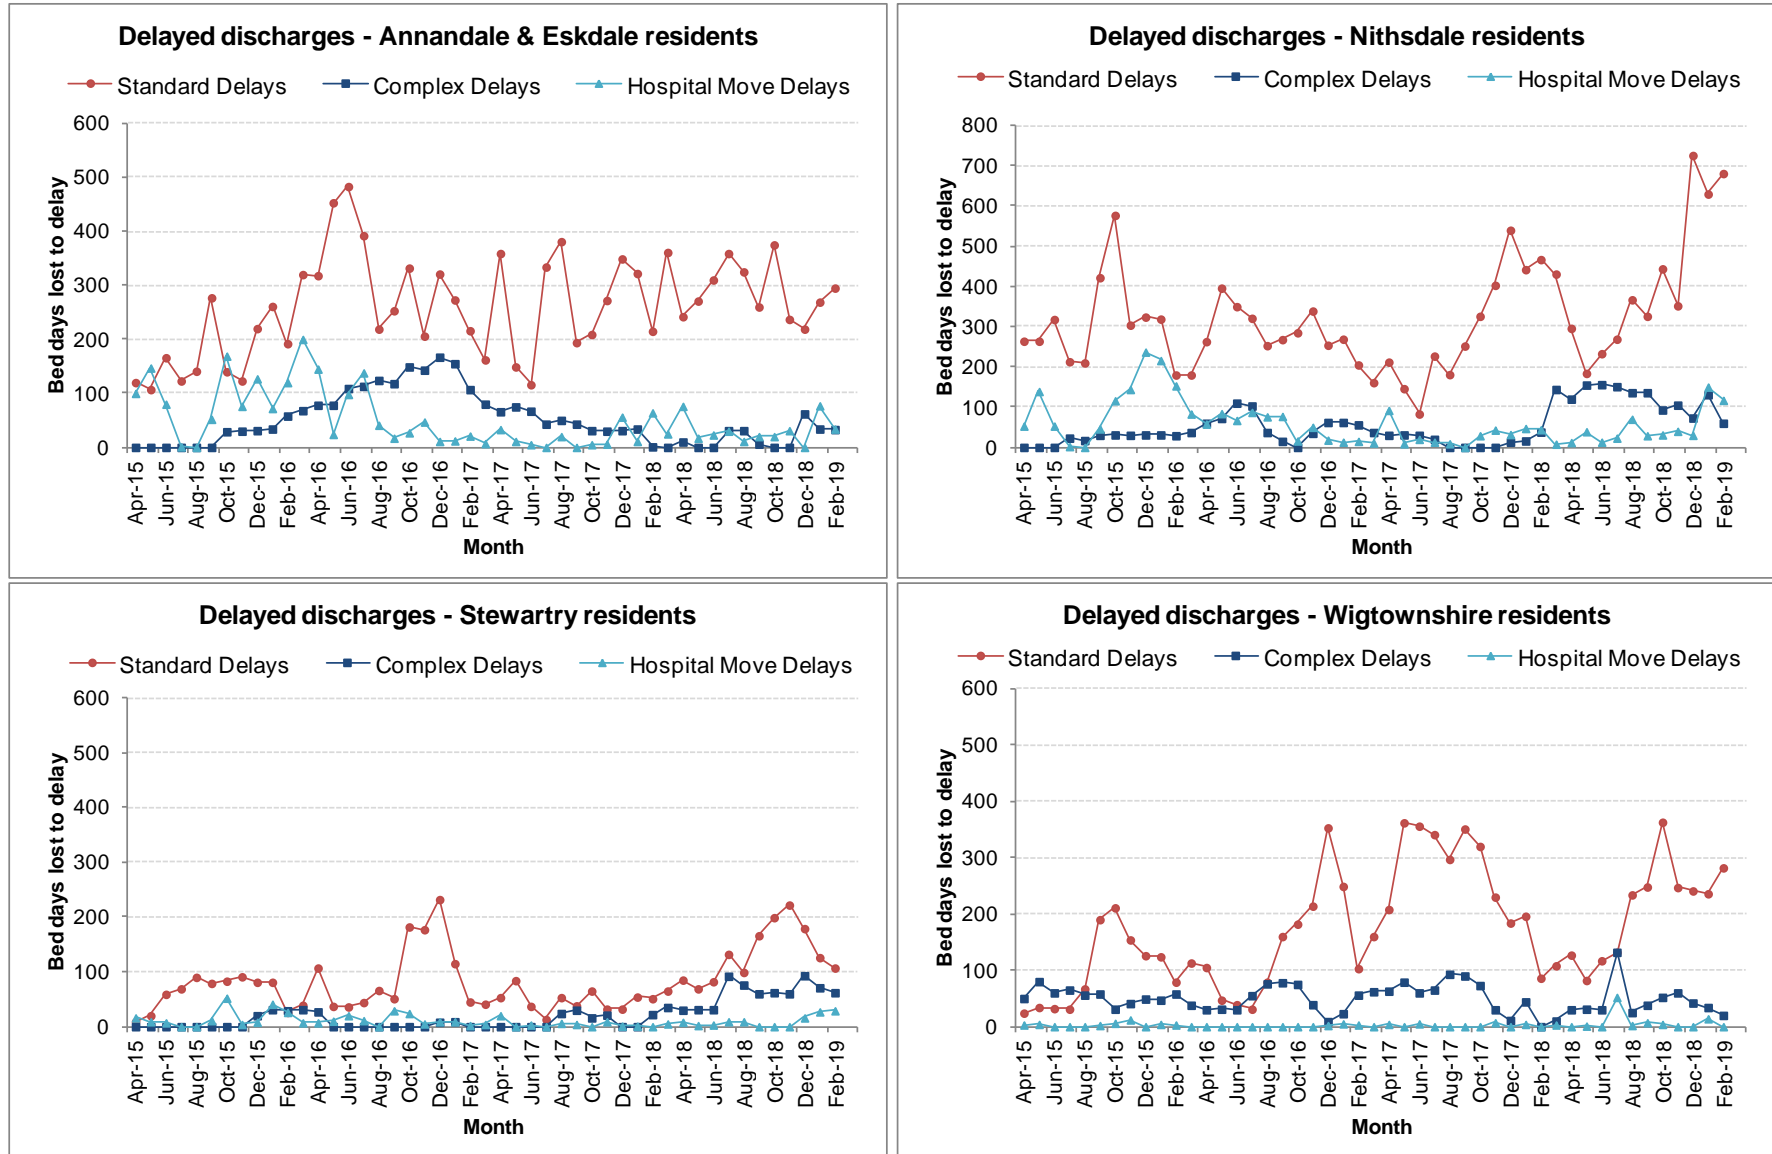 Delayed discharges - Annandale & Eskdale residents
Standard Delays Complex Delays Hospital Move Delays
Bed days lost to delay
600
500
400
300
200
100
0
Apr-15 Jun-15 Aug-15 Oct-15 Dec-15 Feb-16 Apr-16 Jun-16 Aug-16 Oct-16 Dec-16 Feb-17 Apr-17 Jun-17 Aug-17 Oct-17 Dec-17 Feb-18 Apr-18 Jun-18 Aug-18 Oct-18 Dec-18 Feb-19
Month
Delayed discharges - Nithsdale residents
Standard Delays Complex Delays Hospital Move Delays
Bed days lost to delay
800
700
600
500
400
300
200
100
0
Apr-15 Jun-15 Aug-15 Oct-15 Dec-15 Feb-16 Apr-16 Jun-16 Aug-16 Oct-16 Dec-16 Feb-17 Apr-17 Jun-17 Aug-17 Oct-17 Dec-17 Feb-18 Apr-18 Jun-18 Aug-18 Oct-18 Dec-18 Feb-19
Month
Delayed discharges - Stewartry residents
Standard Delays Complex Delays Hospital Move Delays
Bed days lost to delay
600
500
400
300
200
100
0
Apr-15 Jun-15 Aug-15 Oct-15 Dec-15 Feb-16 Apr-16 Jun-16 Aug-16 Oct-16 Dec-16 Feb-17 Apr-17 Jun-17 Aug-17 Oct-17 Dec-17 Feb-18 Apr-18 Jun-18 Aug-18 Oct-18 Dec-18 Feb-19
Month
Delayed discharges - Wigtownshire residents
Standard Delays Complex Delays Hospital Move Delays
Bed days lost to delay
600
500
400
300
200
100
0
Apr-15 Jun-15 Aug-15 Oct-15 Dec-15 Feb-16 Apr-16 Jun-16 Aug-16 Oct-16 Dec-16 Feb-17 Apr-17 Jun-17 Aug-17 Oct-17 Dec-17 Feb-18 Apr-18 Jun-18 Aug-18 Oct-18 Dec-18 Feb-19
Month